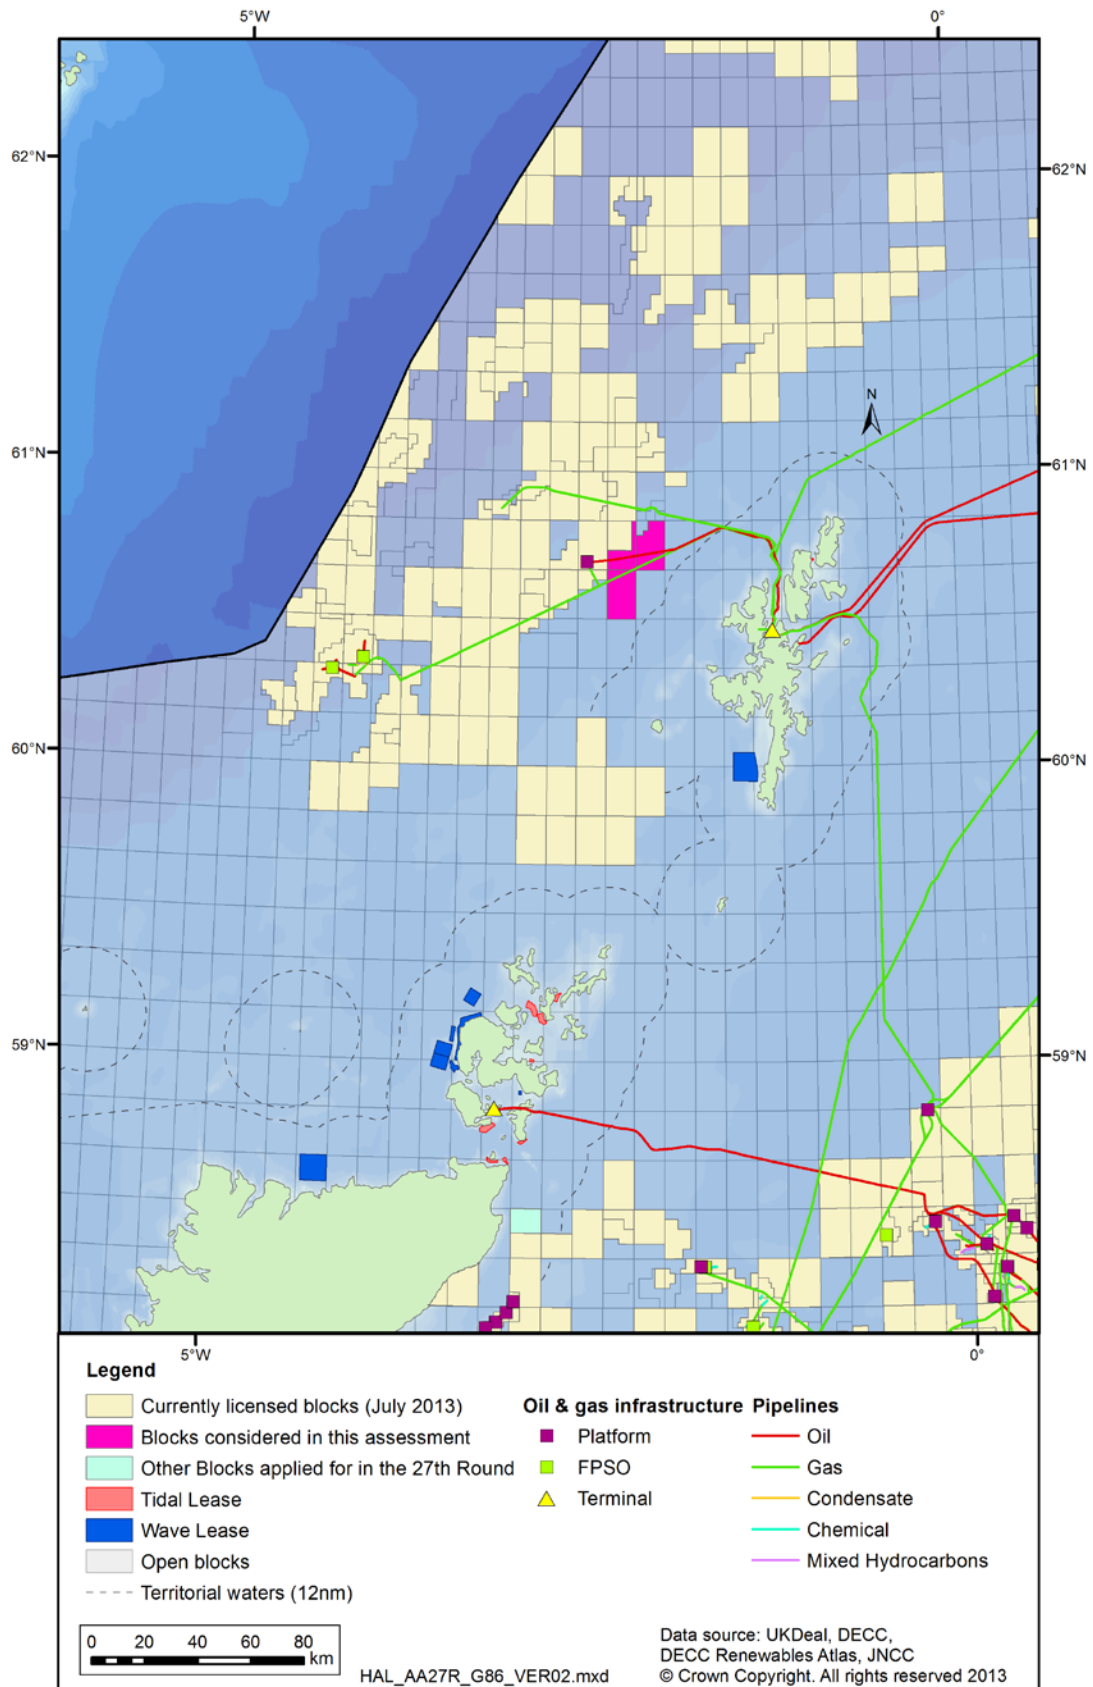 5°W
0°
62°N
62°N
N
61°N
61°N
60°N
60°N
59°N
59°N
5°W
0°
Legend
Currently licensed blocks (July 2013)
Blocks considered in this assessment
Other Blocks applied for in the 27th Round
Tidal Lease
Wave Lease
Open blocks
Territorial waters (12nm)
Oil & gas infrastructure
Platform
FPSO
Terminal
Pipelines
Oil
Gas
Condensate
Chemical
Mixed Hydrocarbons
0 20 40 60 80
km
HAL_AA27R_G86_VER02.mxd
Data source: UKDeal, DECC,
DECC Renewables Atlas, JNCC
© Crown Copyright. All rights reserved 2013